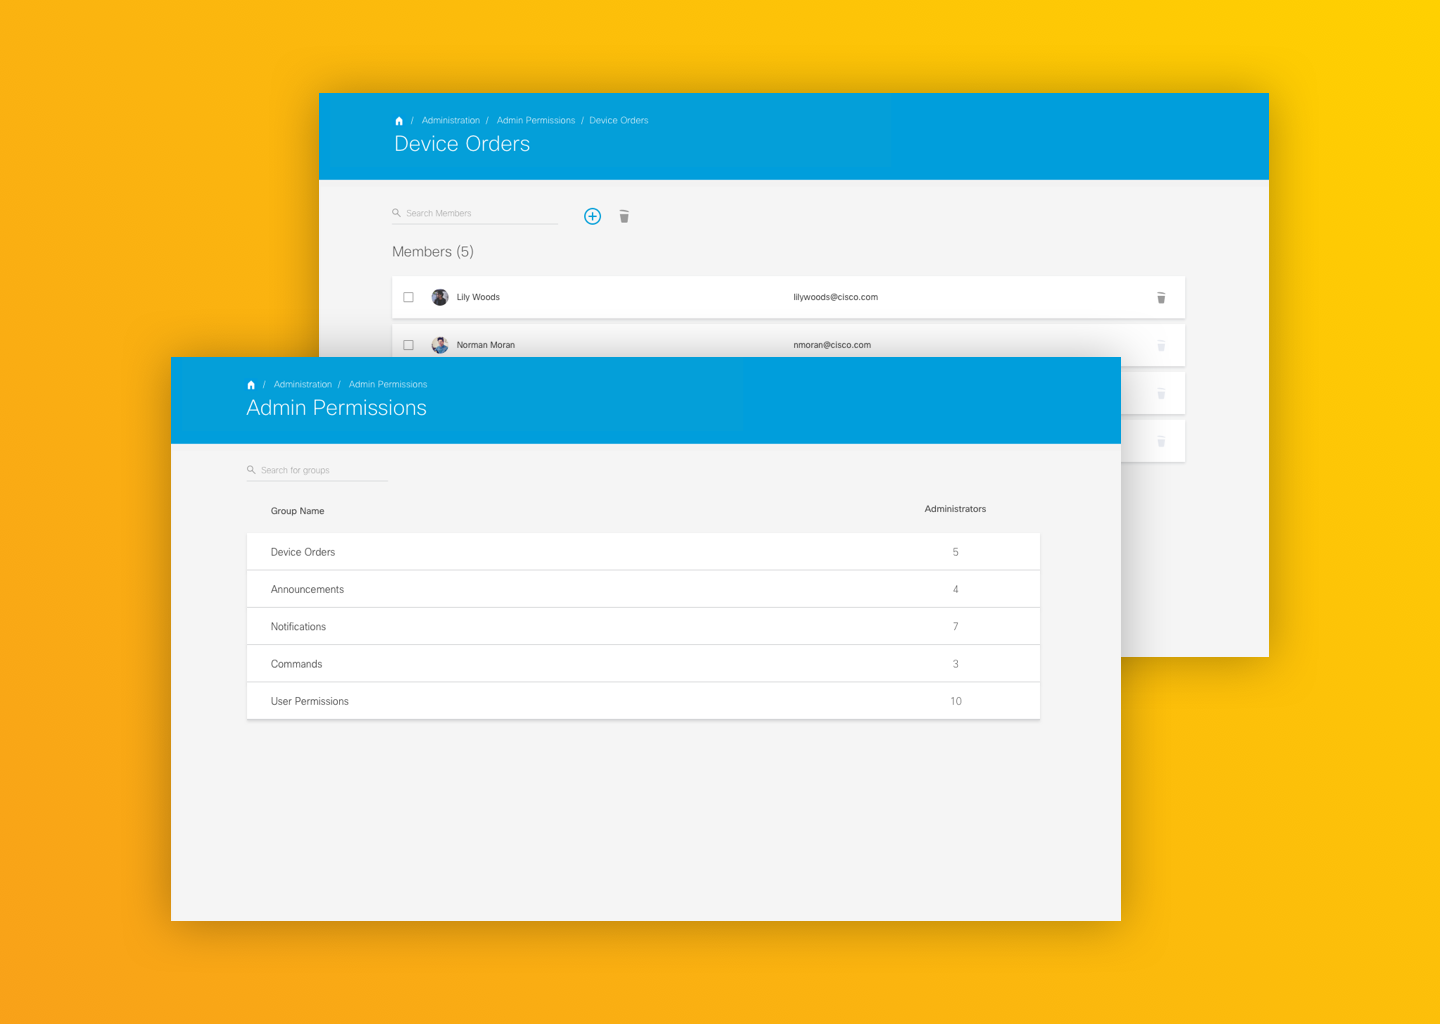 / Administration / Admin Permissions / Device Orders
Device Orders
Search Members
Members (5)
Lily Woods lilywoods@cisco.com
Norman Moran nmoran@cisco.com
/ Administration / Admin Permissions
Admin Permissions
Search for groups
Group Name Administrators
Device Orders 5
Announcements 4
Notifications 7
Commands 3
User Permissions 10